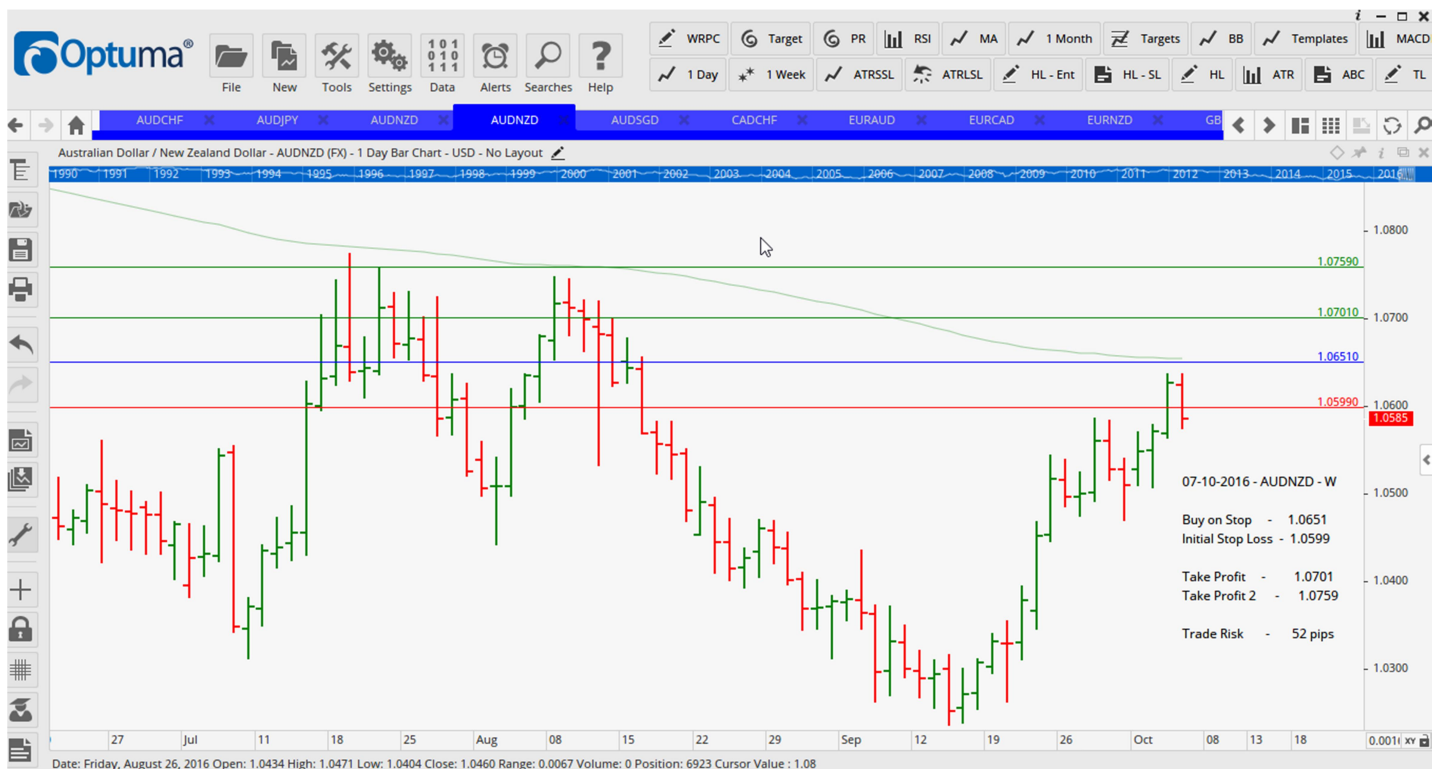 i
Optuma®
File New Tools Settings Data Alerts Searches Help
101
010
111
WRPC Target PR RSI MA 1 Month Targets BB Templates MACD
1 Day 1 Week ATRSSL ATRLSL HL - Ent HL - SL HL ATR ABC TL
AUDCHF AUDJPY AUDNZD AUDNZD AUDSGD CADCHF EURAUD EURCAD EURNZD GB
Australian Dollar / New Zealand Dollar - AUDNZD (FX) - 1 Day Bar Chart - USD - No Layout
1990 1991 1992 1993 1994 1995 1996 1997 1998 1999 2000 2001 2002 2003 2004 2005 2006 2007 2008 2009 2010 2011 2012 2013 2014 2015 2016
1.0800
1.07590
1.07010
1.0700
1.06510
1.05990
1.0600
1.0585
07-10-2016 - AUDNZD - W
1.0500
Buy on Stop - 1.0651
Initial Stop Loss - 1.0599
Take Profit - 1.0701
1.0400
Take Profit 2 - 1.0759
Trade Risk - 52 pips
1.0300
27 Jul 11 18 25 Aug 08 15 22 29 Sep 12 19 26 Oct 08 13 18 0.001 XY
Date: Friday, August 26, 2016 Open: 1.0434 High: 1.0471 Low: 1.0404 Close: 1.0460 Range: 0.0067 Volume: 0 Position: 6923 Cursor Value : 1.08